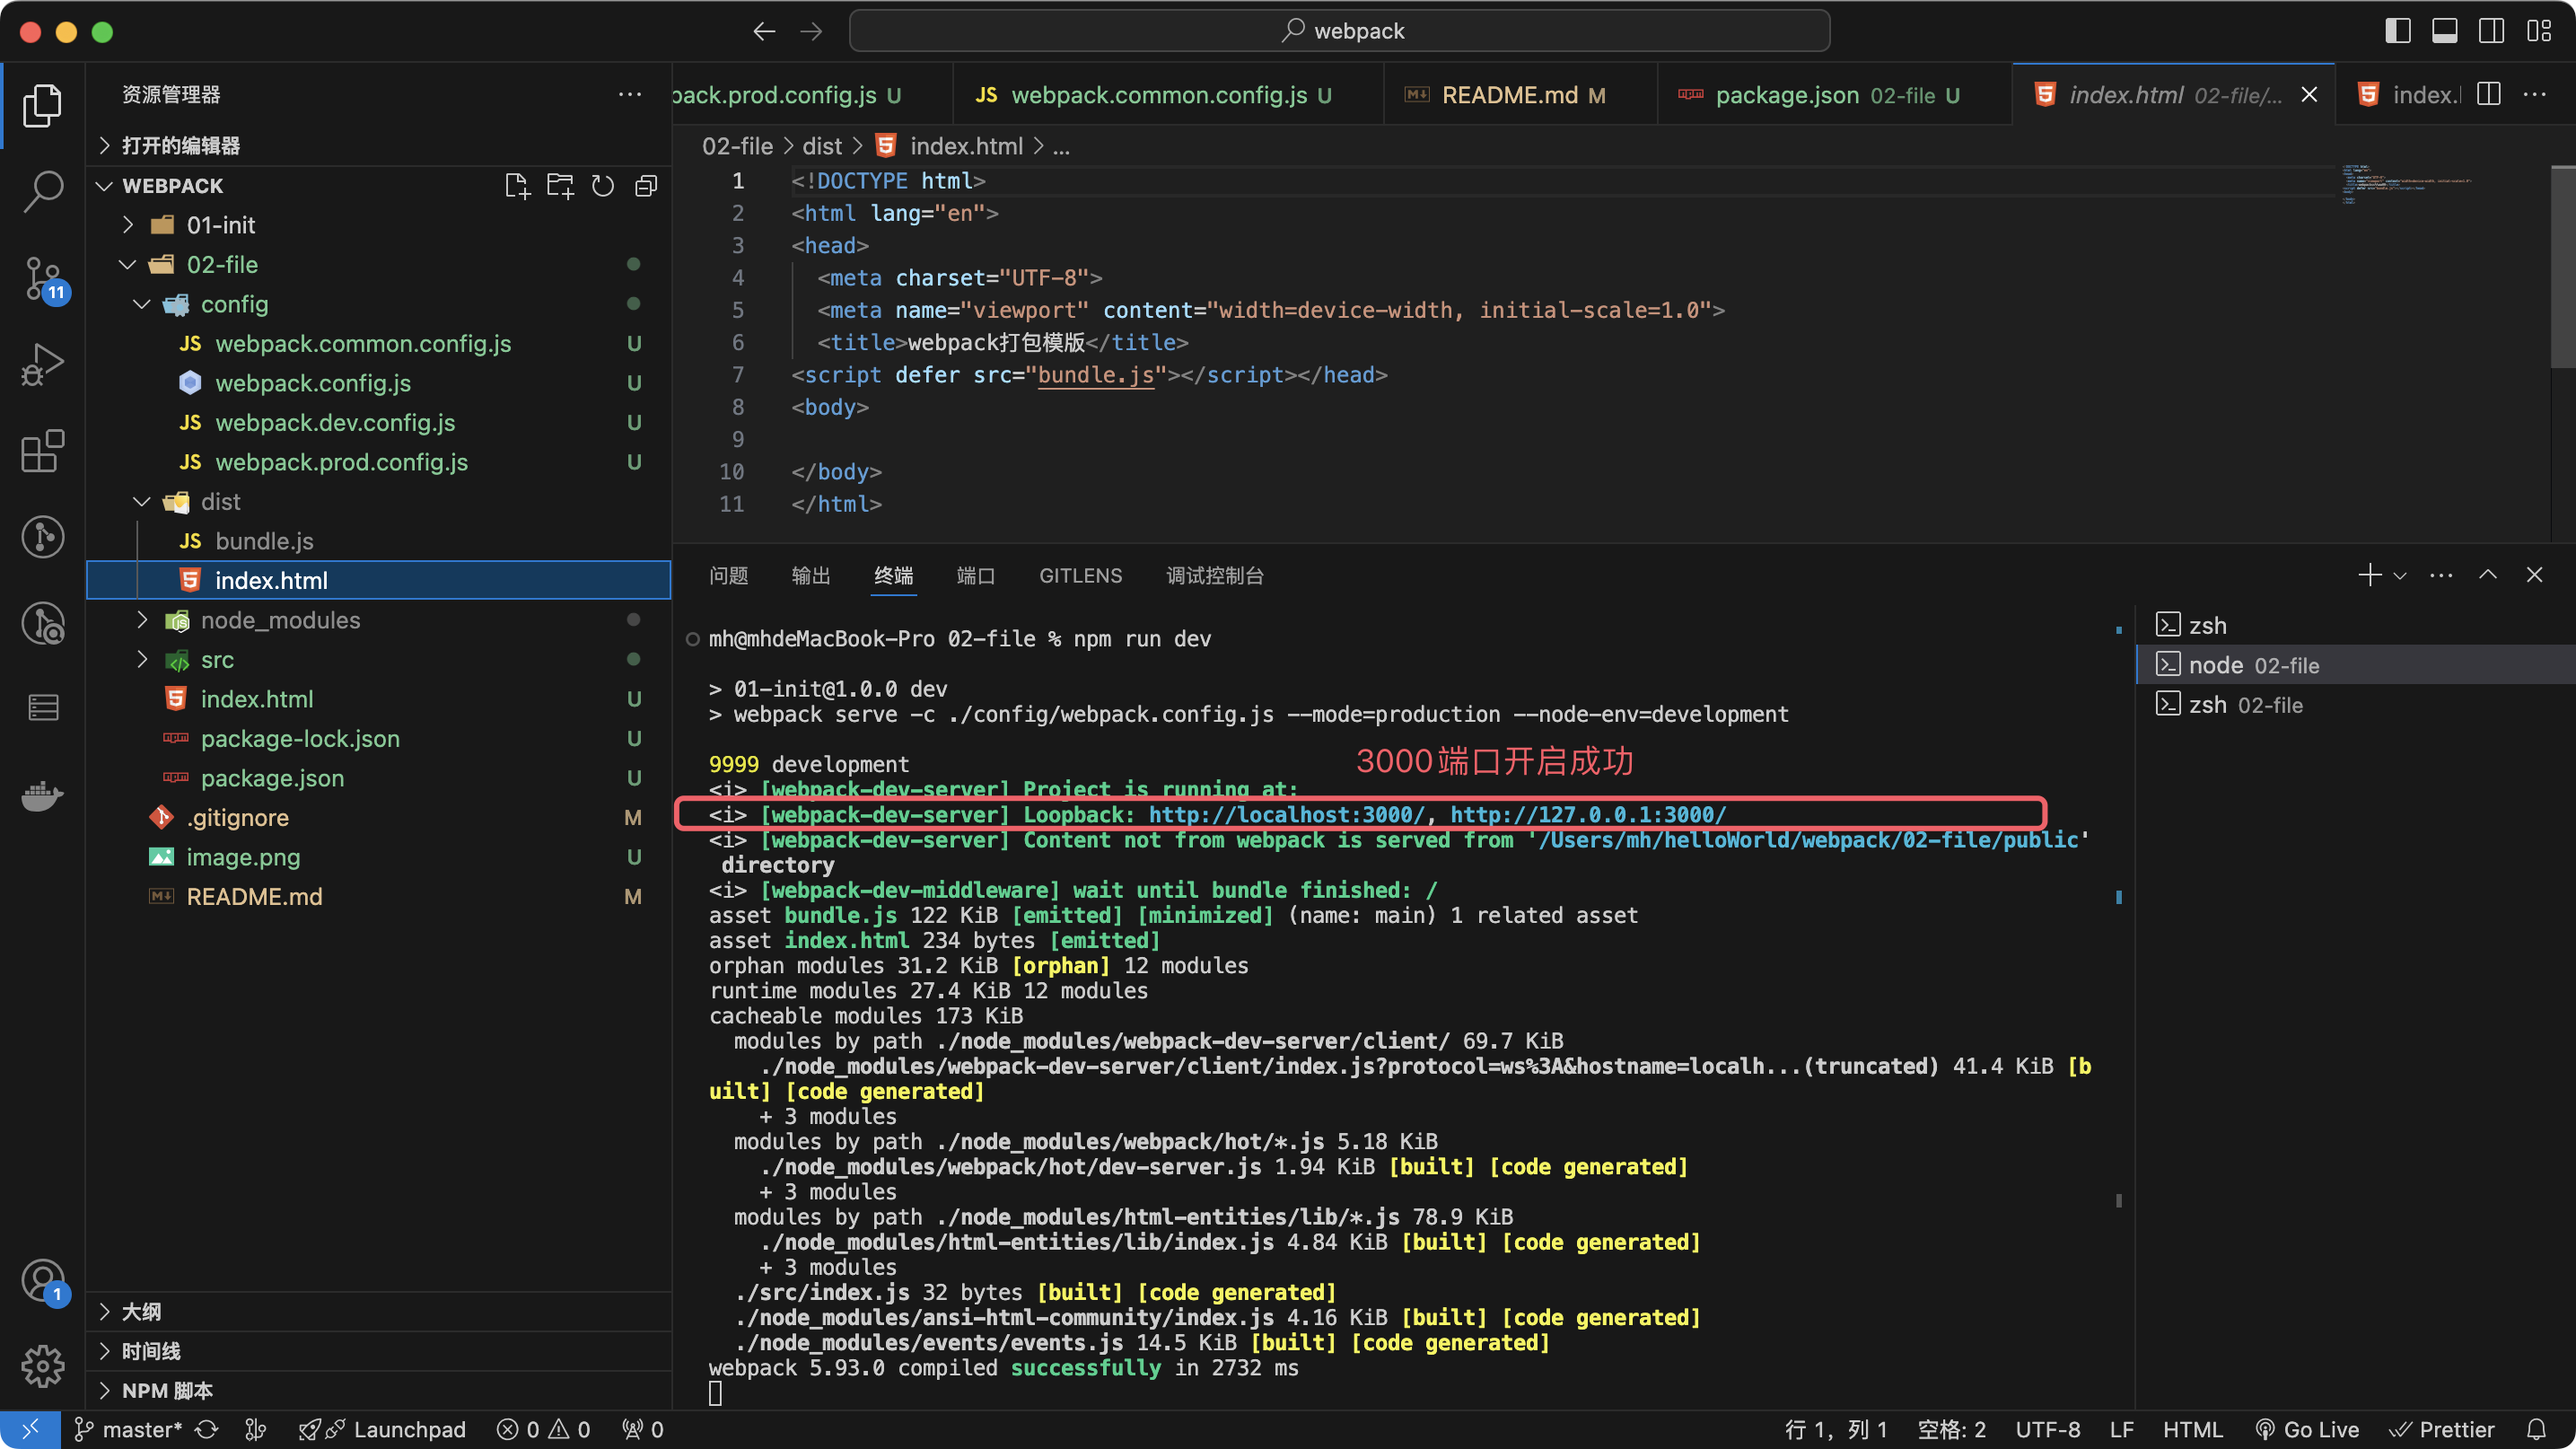 webpack
资源管理器
打开的编辑器
WEBPACK
01-init
02-file
config
webpack.common.config.js U
webpack.config.js U
webpack.dev.config.js U
webpack.prod.config.js U
dist
bundle.js
index.html
node_modules
src
index.html U
package-lock.json U
package.json U
.gitignore M
image.png U
README.md M
大纲
时间线
NPM 脚本
11
1
pack.prod.config.js U
JS webpack.common.config.js U
README.md M
package.json 02-file U
index.html 02-file/...
index.
02-file > dist > index.html > ...
1 <!DOCTYPE html>
2 <html lang="en">
3 <head>
4 <meta charset="UTF-8">
5 <meta name="viewport" content="width=device-width, initial-scale=1.0">
6 <title>webpack打包模版</title>
7 <script defer src="bundle.js"></script></head>
8 <body>
9
10 </body>
11 </html>
问题 输出 终端 端口 GITLENS 调试控制台
mh@mhdeMacBook-Pro 02-file % npm run dev
> 01-init@1.0.0 dev
> webpack serve -c ./config/webpack.config.js --mode=production --node-env=development
3000端口开启成功
9999 development
<i> [webpack-dev-server] Project is running at:
<i> [webpack-dev-server] Loopback: http://localhost:3000/, http://127.0.0.1:3000/
<i> [webpack-dev-server] Content not from webpack is served from '/Users/mh/helloWorld/webpack/02-file/public'
directory
<i> [webpack-dev-middleware] wait until bundle finished: /
asset bundle.js 122 KiB [emitted] [minimized] (name: main) 1 related asset
asset index.html 234 bytes [emitted]
orphan modules 31.2 KiB [orphan] 12 modules
runtime modules 27.4 KiB 12 modules
cacheable modules 173 KiB
modules by path ./node_modules/webpack-dev-server/client/ 69.7 KiB
./node_modules/webpack-dev-server/client/index.js?protocol=ws%3A&hostname=localh...(truncated) 41.4 KiB [b
uilt] [code generated]
+ 3 modules
modules by path ./node_modules/webpack/hot/*.js 5.18 KiB
./node_modules/webpack/hot/dev-server.js 1.94 KiB [built] [code generated]
+ 3 modules
modules by path ./node_modules/html-entities/lib/*.js 78.9 KiB
./node_modules/html-entities/lib/index.js 4.84 KiB [built] [code generated]
+ 3 modules
./src/index.js 32 bytes [built] [code generated]
./node_modules/ansi-html-community/index.js 4.16 KiB [built] [code generated]
./node_modules/events/events.js 14.5 KiB [built] [code generated]
webpack 5.93.0 compiled successfully in 2732 ms
zsh
node 02-file
zsh 02-file
master* Launchpad 0 0 0 行 1，列 1 空格: 2 UTF-8 LF HTML Go Live Prettier